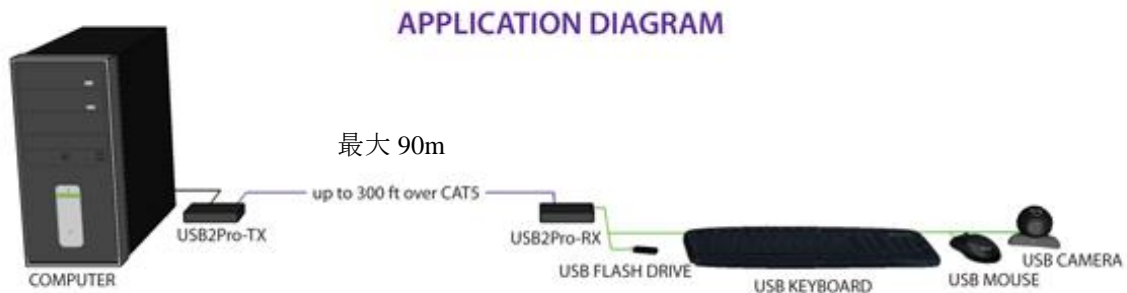 APPLICATION DIAGRAM
最大 90m
up to 300 ft over CAT5
USB2Pro-TX
USB2Pro-RX
COMPUTER
USB FLASH DRIVE
USB KEYBOARD
USB MOUSE
USB CAMERA